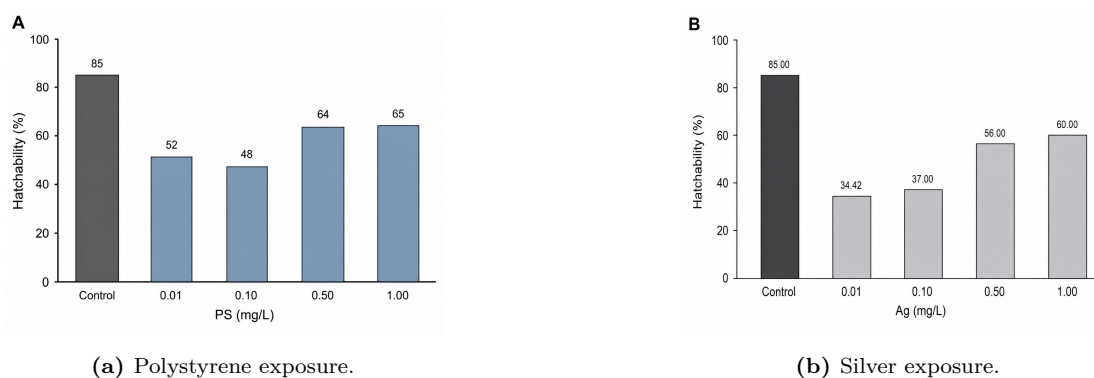 A
100
80
60
40
20
0
Hatchability (%)
85
52
48
64
65
Control 0.01 0.10 0.50 1.00
PS (mg/L)
(a) Polystyrene exposure.
B
100
80
60
40
20
0
Hatchability (%)
85.00
34.42
37.00
56.00
60.00
Control 0.01 0.10 0.50 1.00
Ag (mg/L)
(b) Silver exposure.